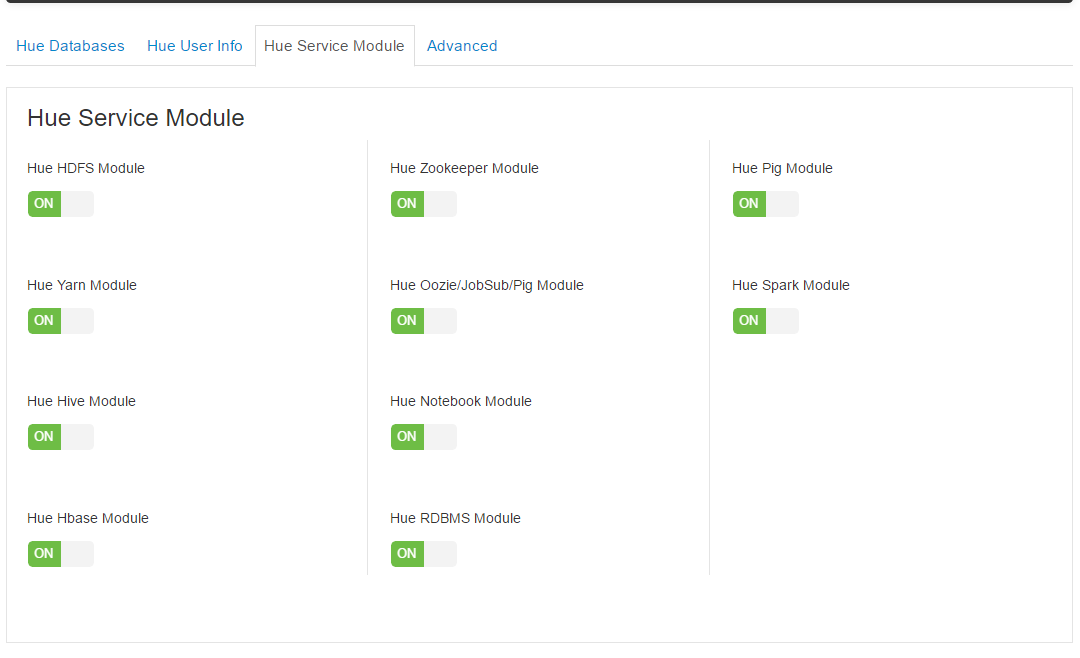 Hue Databases Hue User Info Hue Service Module Advanced
Hue Service Module
Hue HDFS Module
ON
Hue Yarn Module
ON
Hue Hive Module
ON
Hue Hbase Module
ON
Hue Zookeeper Module
ON
Hue Oozie/JobSub/Pig Module
ON
Hue Notebook Module
ON
Hue RDBMS Module
ON
Hue Pig Module
ON
Hue Spark Module
ON